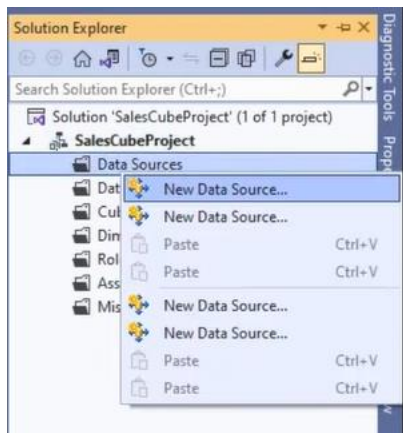 Solution Explorer
Search Solution Explorer (Ctrl+;)
Solution 'SalesCubeProject' (1 of 1 project)
SalesCubeProject
Data Sources
Dat
New Data Source...
Cul
New Data Source...
Din
Paste Ctrl+V
Rol
Paste Ctrl+V
Ass
Mis
New Data Source...
New Data Source...
Paste Ctrl+V
Paste Ctrl+V
Diagnostic Tools
Prop